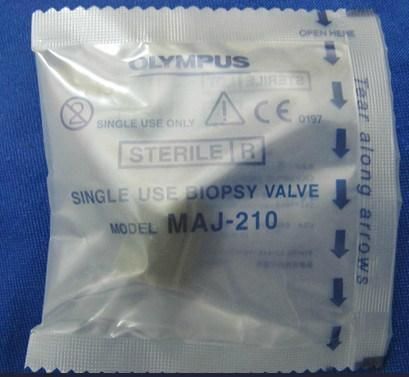 OPEN HERE
OLYMPUS
STERILE R
SINGLE USE ONLY CE 0197
STERILE R
SINGLE USE BIOPSY VALVE
MODEL MAJ-210
Tear along arrows